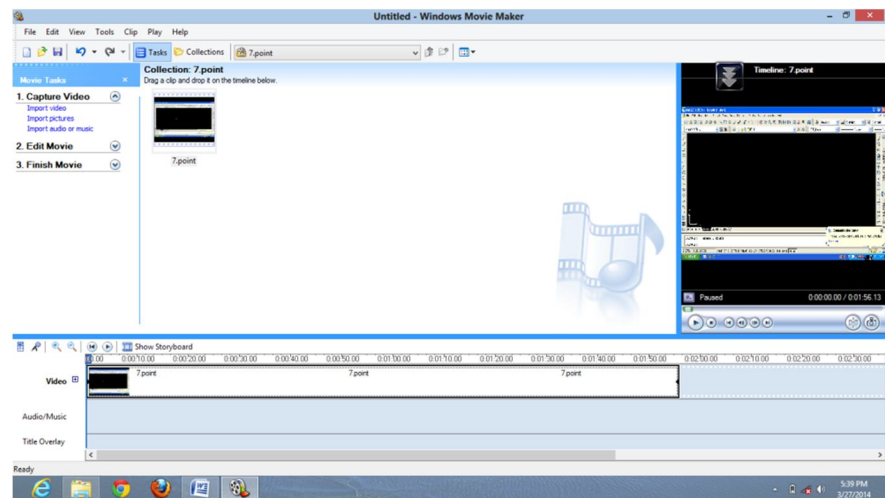 Untitled - Windows Movie Maker
File Edit View Tools Clip Play Help
Tasks Collections 7.point
Movie Tasks
1. Capture Video
Import video
Import pictures
Import audio or music
2. Edit Movie
3. Finish Movie
Collection: 7.point
Drag a clip and drop it on the timeline below.
7.point
Timeline: 7.point
Paused 0:00:00.00 / 0:01:56.13
Show Storyboard
0:00:10.00 0:00:20.00 0:00:30.00 0:00:40.00 0:00:50.00 0:01:00.00 0:01:10.00 0:01:20.00 0:01:30.00 0:01:40.00 0:01:50.00 0:02:00.00 0:02:10.00 0:02:20.00 0:02:30.00
Video 7.point 7.point 7.point
Audio/Music
Title Overlay
Ready
5:39 PM
3/27/2014